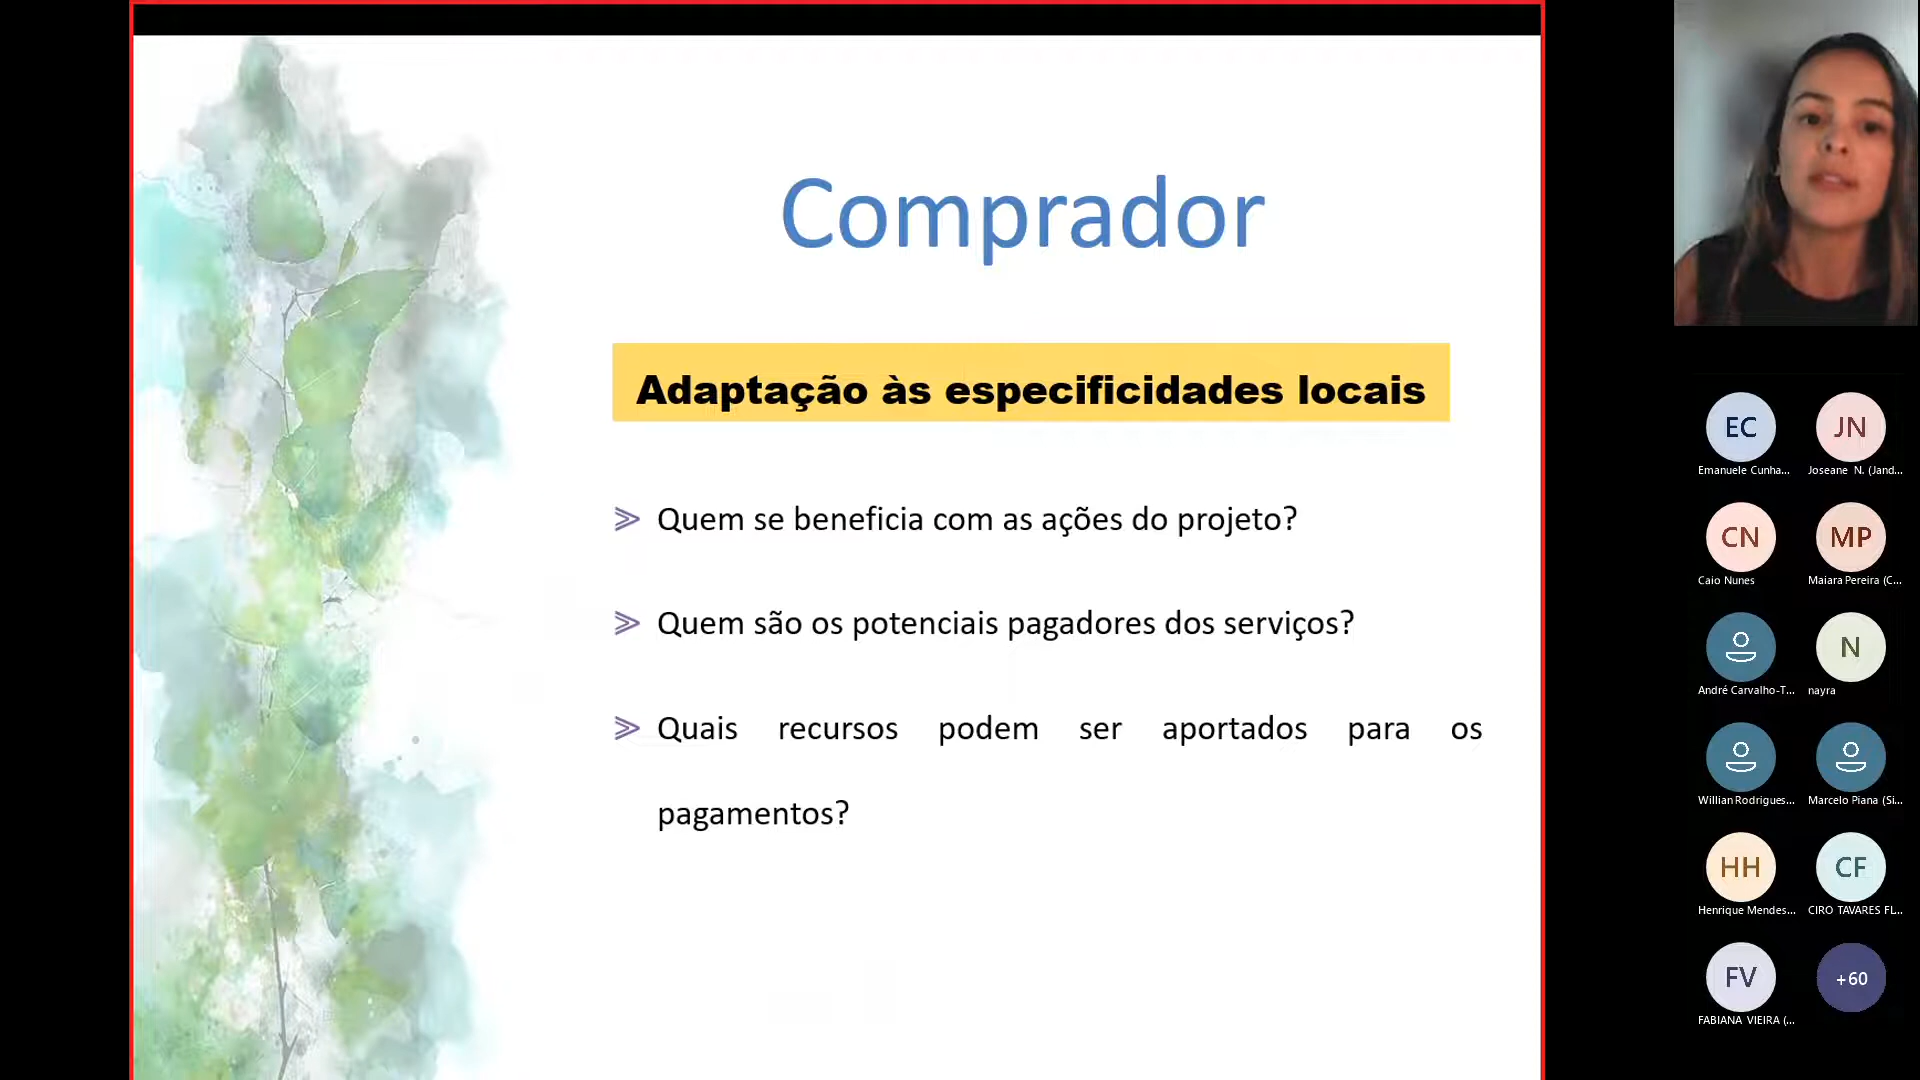 Comprador
Adaptação às especificidades locais
Quem se beneficia com as ações do projeto?
Quem são os potenciais pagadores dos serviços?
Quais recursos podem ser aportados para os
pagamentos?
EC
JN
Emanuele Cunha...
Joseane N. (Jand...
CN
MP
Caio Nunes
Maiara Pereira (C...
N
André Carvalho-T...
nayra
Willian Rodrigues...
Marcelo Piana (Si...
HH
CF
Henrique Mendes...
CIRO TAVARES FL...
FV
+60
FABIANA VIEIRA (...